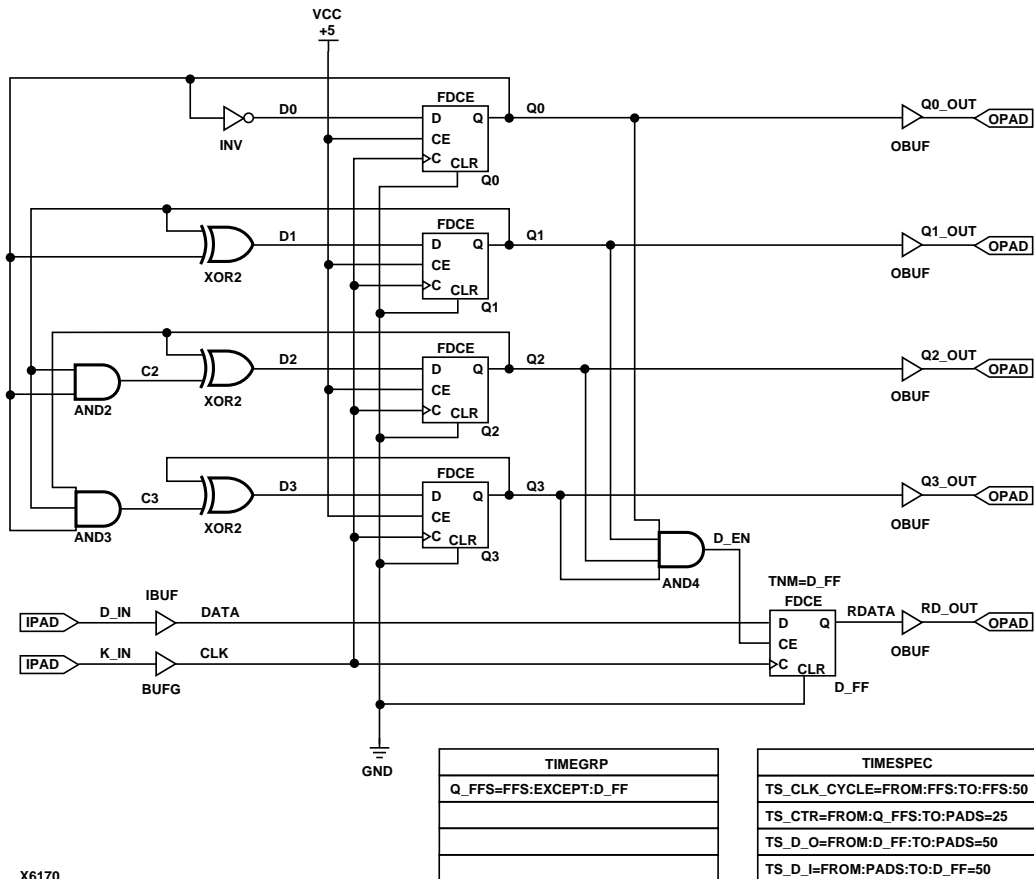 VCC
+5
FDCE
D0
D Q
Q0
Q0_OUT
OPAD
INV
CE
OBUF
C
CLR
Q0
FDCE
D1
D Q
Q1
Q1_OUT
OPAD
XOR2
CE
OBUF
C
CLR
Q1
FDCE
C2
D2
D Q
Q2
Q2_OUT
OPAD
AND2
XOR2
CE
OBUF
C
CLR
Q2
FDCE
C3
D3
D Q
Q3
Q3_OUT
OPAD
AND3
XOR2
CE
OBUF
C
CLR
Q3
D_EN
AND4
TNM=D_FF
IBUF
FDCE
IPAD
D_IN
DATA
D Q
RDATA
RD_OUT
OPAD
CE
OBUF
IPAD
K_IN
CLK
C
CLR
BUFG
D_FF
GND
TIMEGRP
Q_FFS=FFS:EXCEPT:D_FF
TIMESPEC
TS_CLK_CYCLE=FROM:FFS:TO:FFS:50
TS_CTR=FROM:Q_FFS:TO:PADS=25
TS_D_O=FROM:D_FF:TO:PADS=50
TS_D_I=FROM:PADS:TO:D_FF=50
X6170